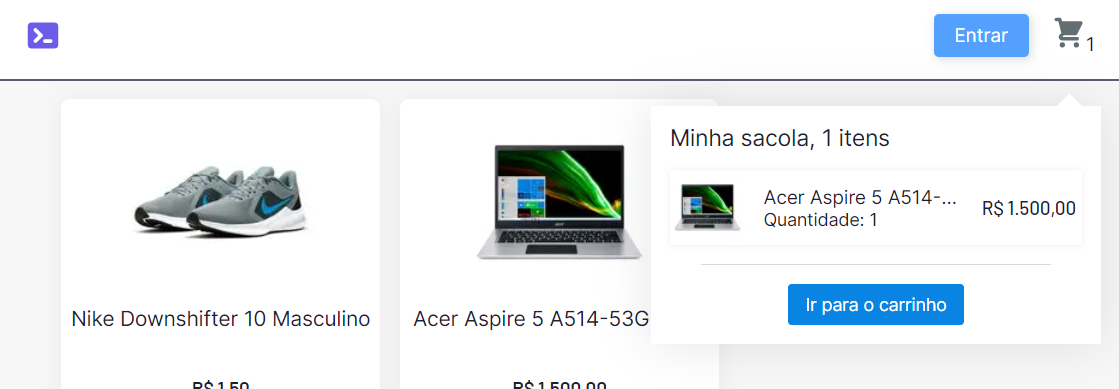 Entrar
1
Minha sacola, 1 itens
Acer Aspire 5 A514-...
Quantidade: 1
R$ 1.500,00
Ir para o carrinho
Nike Downshifter 10 Masculino
Acer Aspire 5 A514-53G
R$ 1,50
R$ 1.500,00